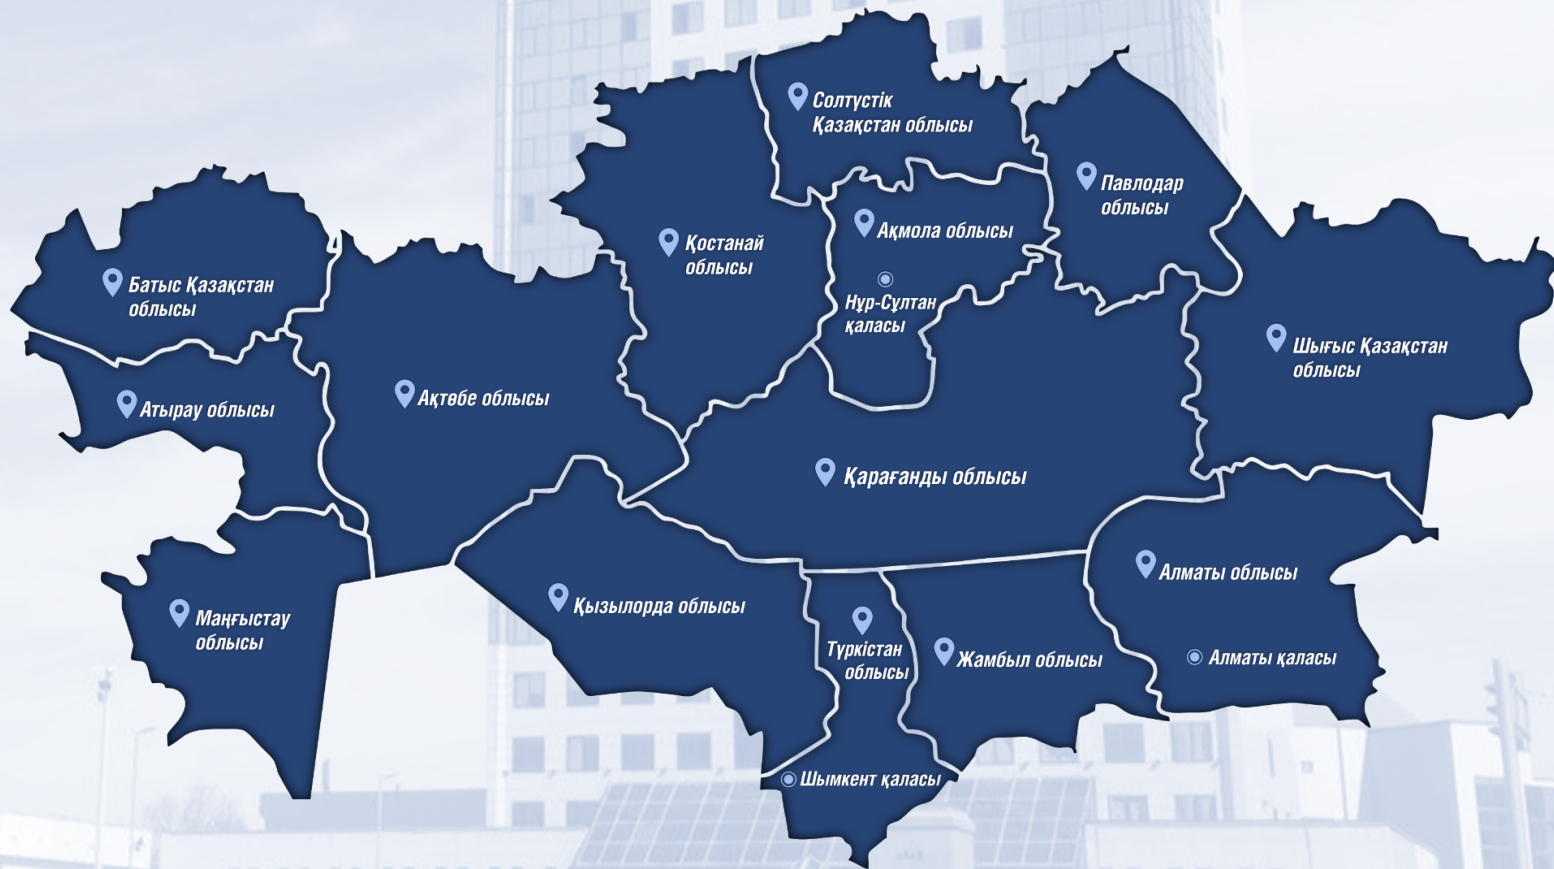 Солтүстік
Қазақстан облысы
Павлодар
облысы
Ақмола облысы
Қостанай
облысы
Батыс Қазақстан
облысы
Нұр-Сұлтан
қаласы
Шығыс Қазақстан
облысы
Ақтөбе облысы
Атырау облысы
Қарағанды облысы
Алматы облысы
Қызылорда облысы
Маңғыстау
облысы
Түркістан
облысы
Жамбыл облысы
Алматы қаласы
Шымкент қаласы